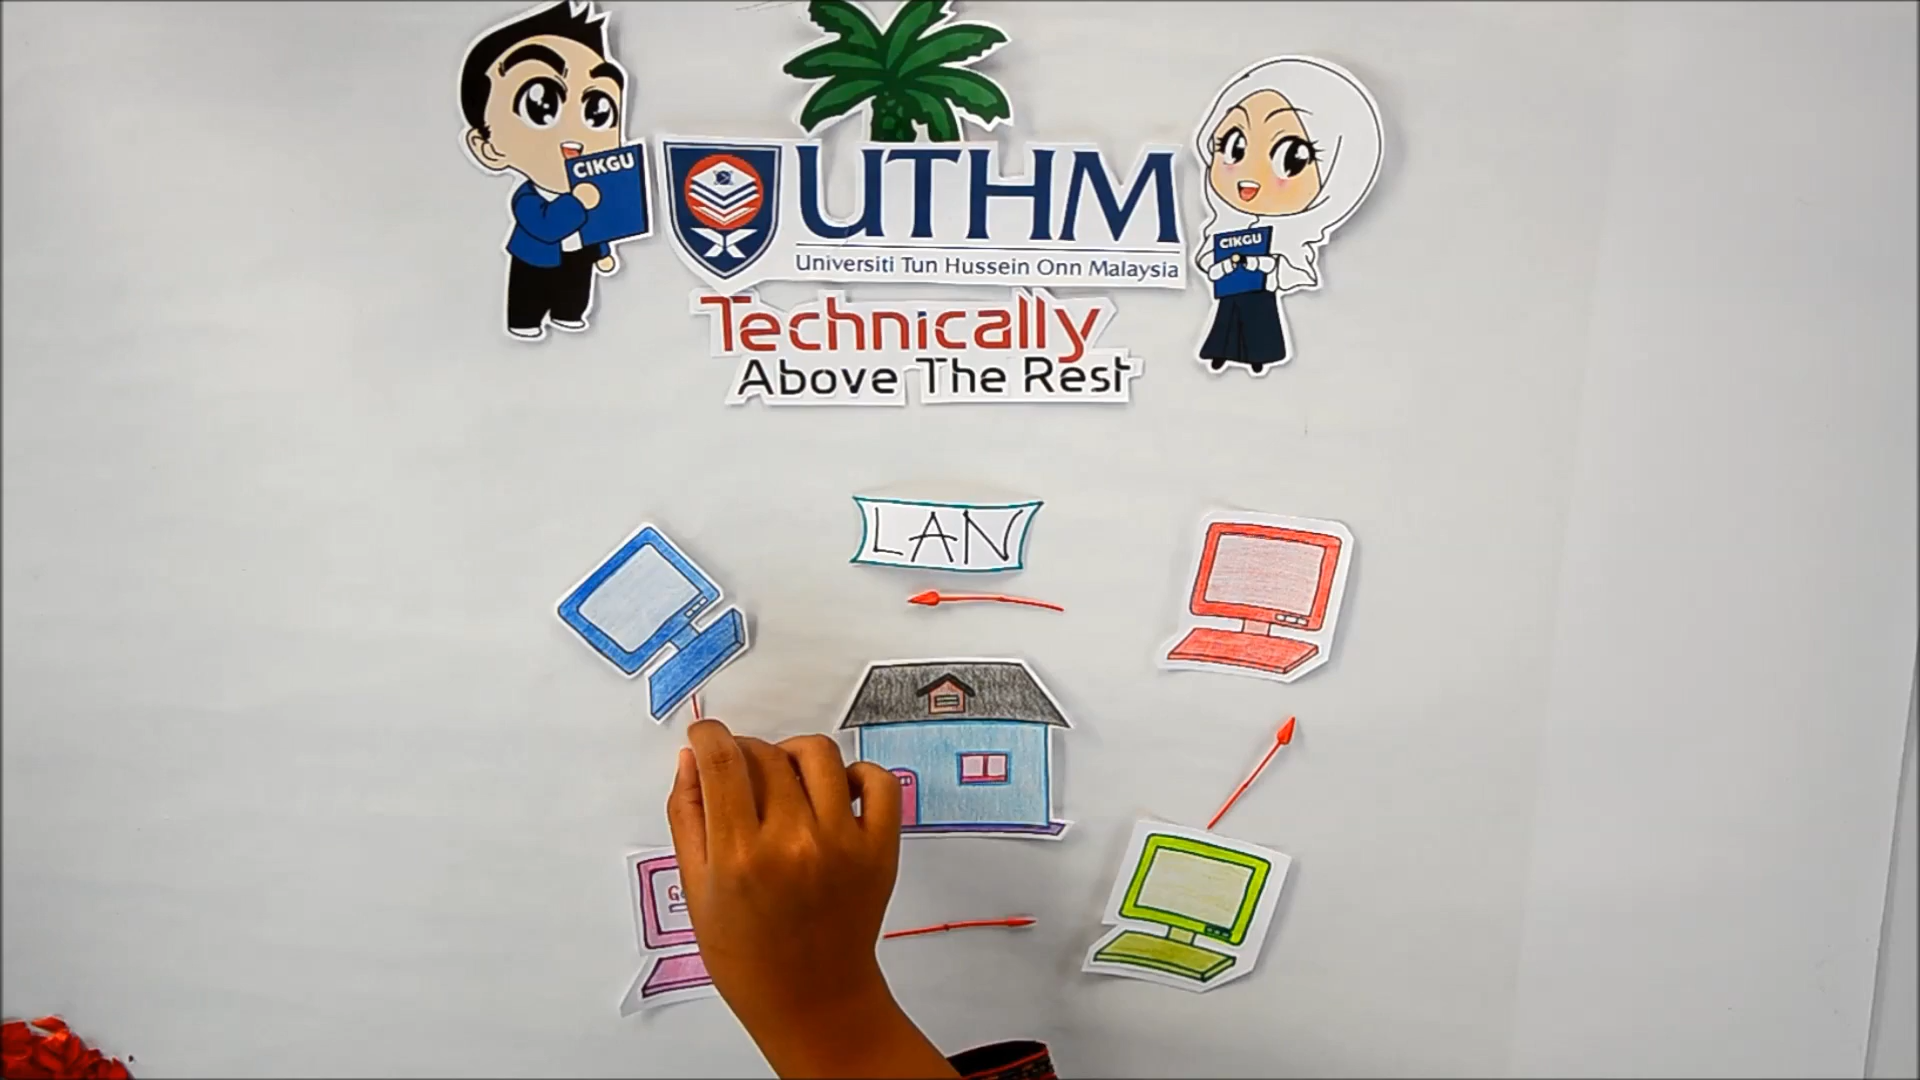 CIKGU
UTHM
Universiti Tun Hussein Onn Malaysia
CIKGU
Technically
Above The Rest
LAN